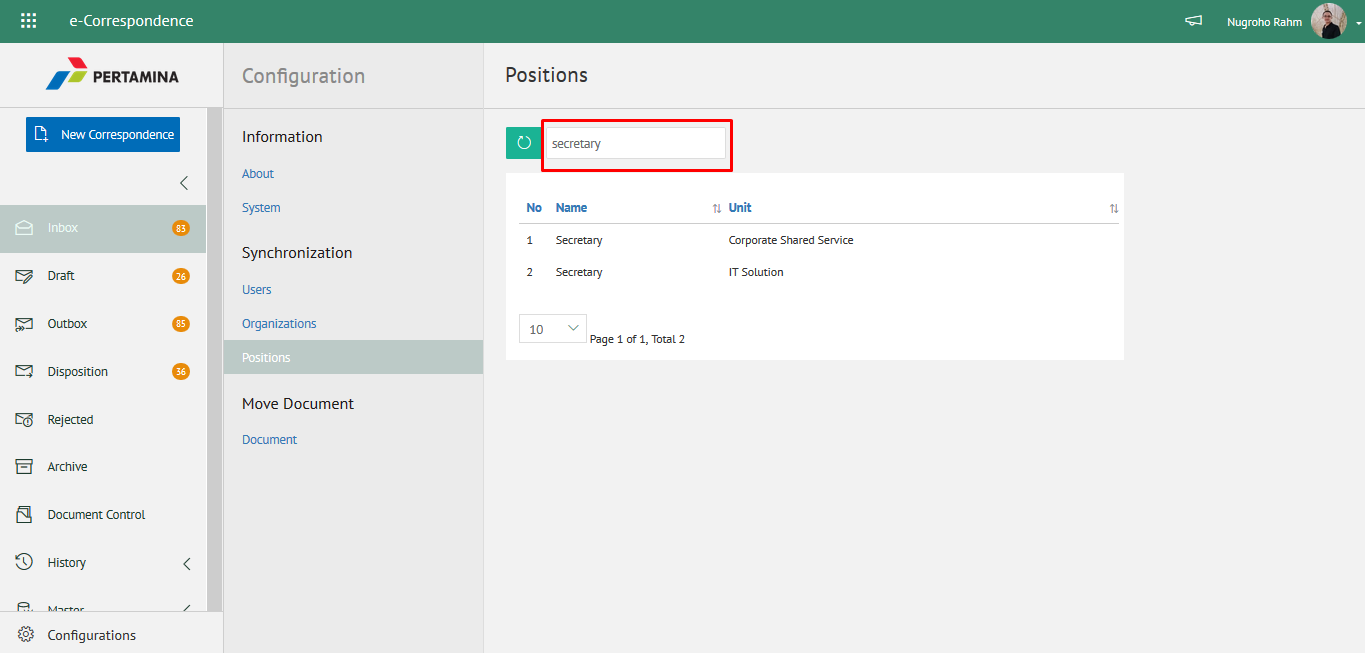 e-Correspondence
Nugroho Rahm
PERTAMINA
New Correspondence
Inbox 83
Draft 26
Outbox 85
Disposition 36
Rejected
Archive
Document Control
History
Master
Configurations
Configuration
Information
About
System
Synchronization
Users
Organizations
Positions
Move Document
Document
Positions
secretary
No Name Unit
1 Secretary Corporate Shared Service
2 Secretary IT Solution
10 Page 1 of 1, Total 2